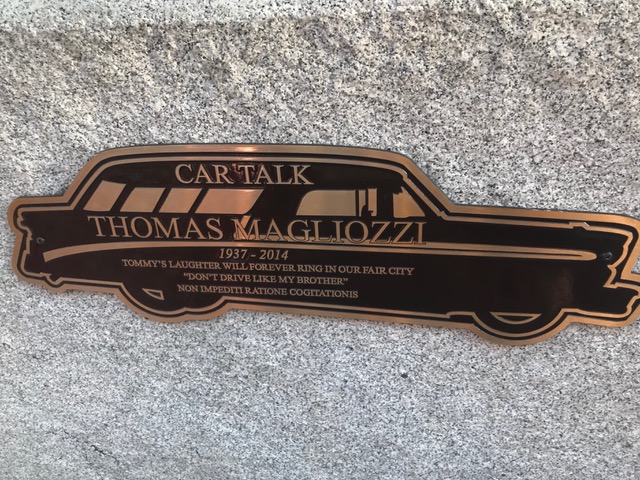 CAR TALK
THOMAS MAGLIOZZI
1937 - 2014
TOMMY'S LAUGHTER WILL FOREVER RING IN OUR FAIR CITY
"DON'T DRIVE LIKE MY BROTHER"
NON IMPEDITI RATIONE COGITATIONIS